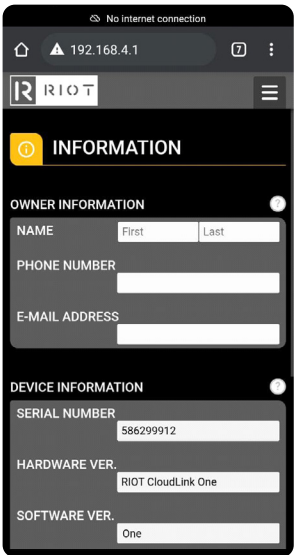 No internet connection
192.168.4.1
7
RIOT
INFORMATION
OWNER INFORMATION
?
NAME
First
Last
PHONE NUMBER
E-MAIL ADDRESS
DEVICE INFORMATION
?
SERIAL NUMBER
586299912
HARDWARE VER.
RIOT CloudLink One
SOFTWARE VER.
One